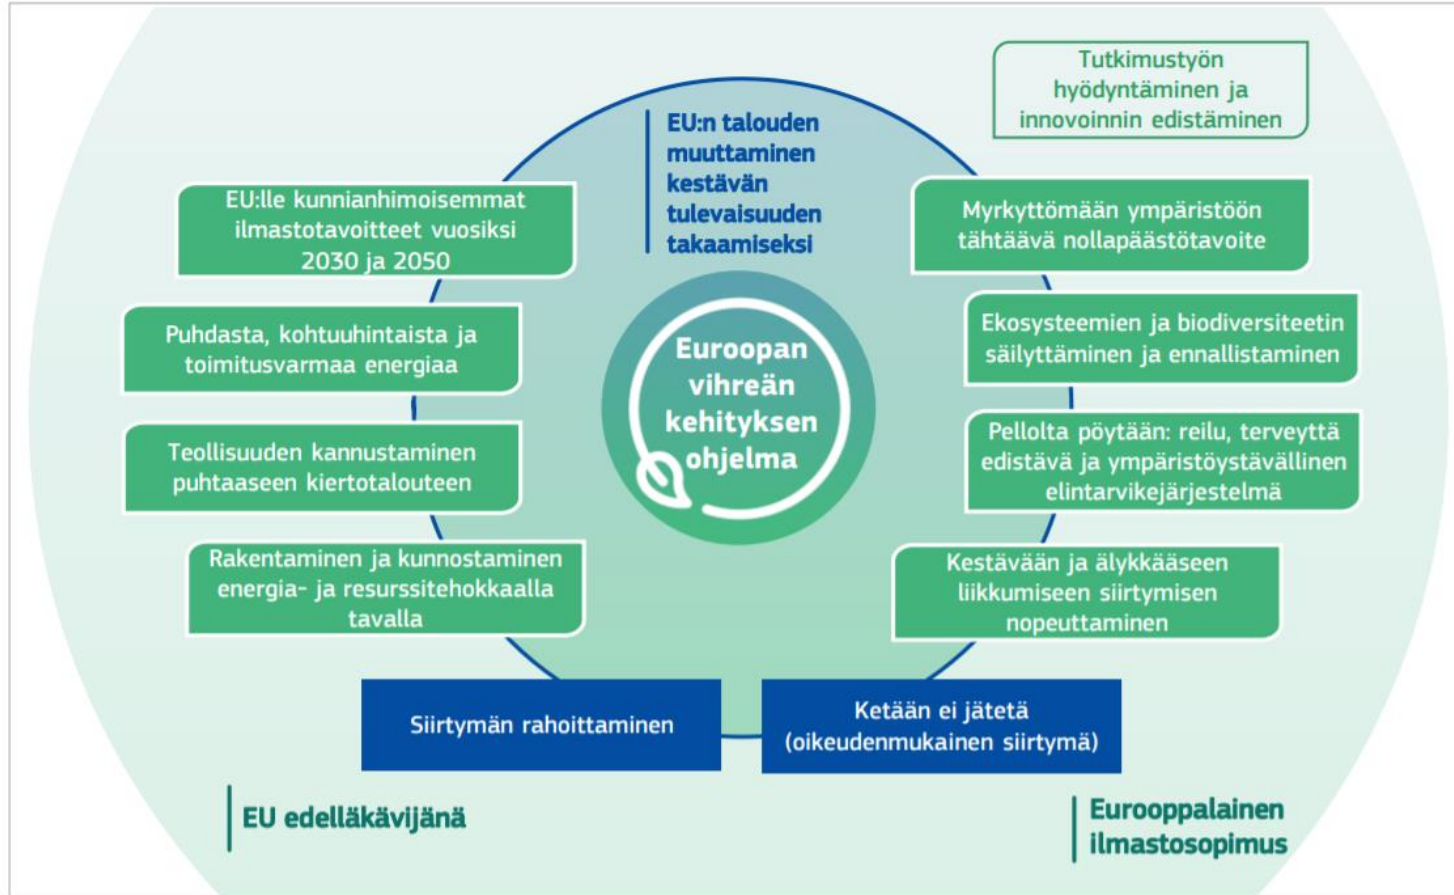 Tutkimustyön
hyödyntäminen ja
innovoinnin edistäminen
EU:n talouden
muuttaminen
kestävän
tulevaisuuden
takaamiseksi
EU:lle kunnianhimoisemmat
ilmastotavoitteet vuosiksi
2030 ja 2050
Myrkyttömään ympäristöön
tähtäävä nollapäästötavoite
Puhdasta, kohtuuhintaista ja
toimitusvarmaa energiaa
Ekosysteemien ja biodiversiteetin
säilyttäminen ja ennallistaminen
Euroopan
vihreän
kehityksen
ohjelma
Teollisuuden kannustaminen
puhtaaseen kiertotalouteen
Pellolta pöytään: reilu, terveyttä
edistävä ja ympäristöystävällinen
elintarvikejärjestelmä
Rakentaminen ja kunnostaminen
energia- ja resurssitehokkaalla
tavalla
Kestävään ja älykkääseen
liikkumiseen siirtymisen
nopeuttaminen
Siirtymän rahoittaminen
Ketään ei jätetä
(oikeudenmukainen siirtymä)
EU edelläkävijänä
Eurooppalainen
ilmastosopimus